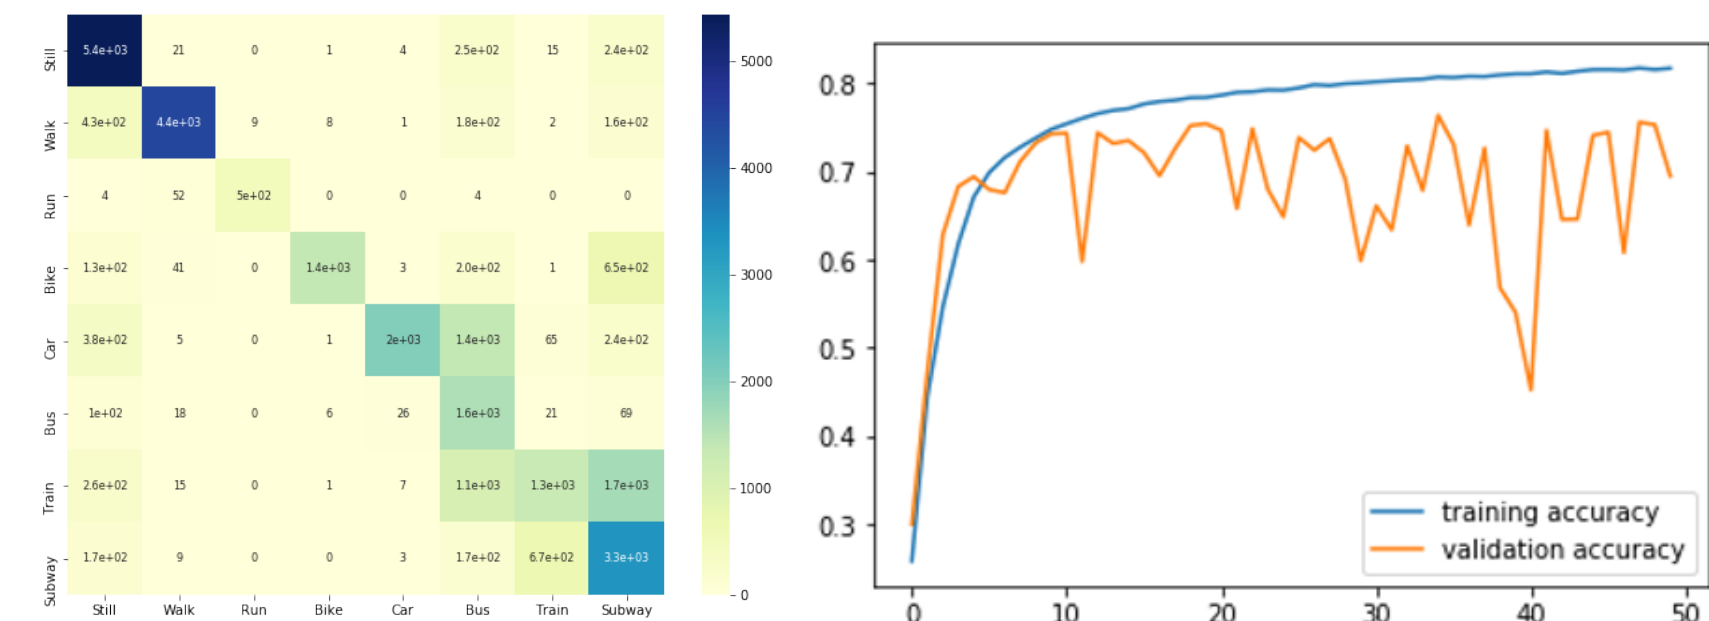 Still 5.4e+03 21 0 1 4 2.5e+02 15 2.4e+02
Walk 4.3e+02 4.4e+03 9 8 1 1.8e+02 2 1.6e+02
Run 4 52 5e+02 0 0 4 0 0
Bike 1.3e+02 41 0 1.4e+03 3 2.0e+02 1 6.5e+02
Car 3.8e+02 5 0 1 2e+03 1.4e+03 65 2.4e+02
Bus 1e+02 18 0 6 26 1.6e+03 21 69
Train 2.6e+02 15 0 1 7 1.1e+03 1.3e+03 1.7e+03
Subway 1.7e+02 9 0 0 3 1.7e+02 6.7e+02 3.3e+03
Still Walk Run Bike Car Bus Train Subway
5000
4000
3000
2000
1000
0
0.8
0.7
0.6
0.5
0.4
0.3
0 10 20 30 40 50
training accuracy
validation accuracy